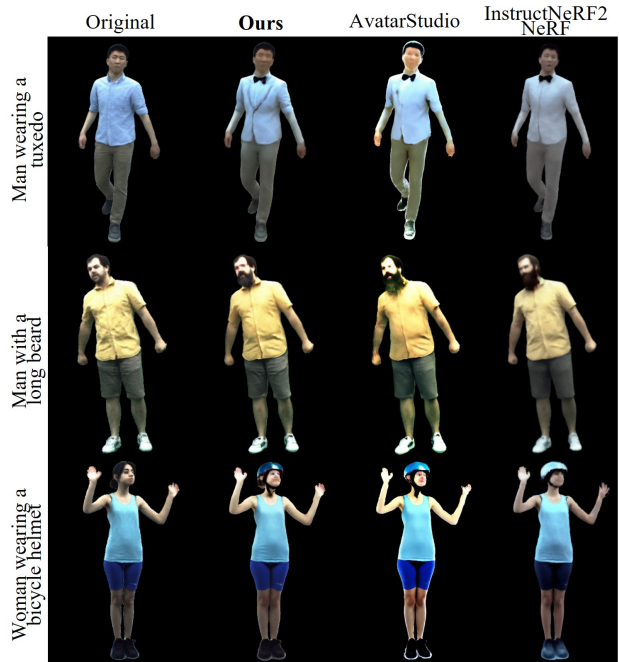 Original
Ours
AvatarStudio
InstructNeRF2
NeRF
Man wearing a
tuxedo
Man with a
long beard
Woman wearing a
bicycle helmet